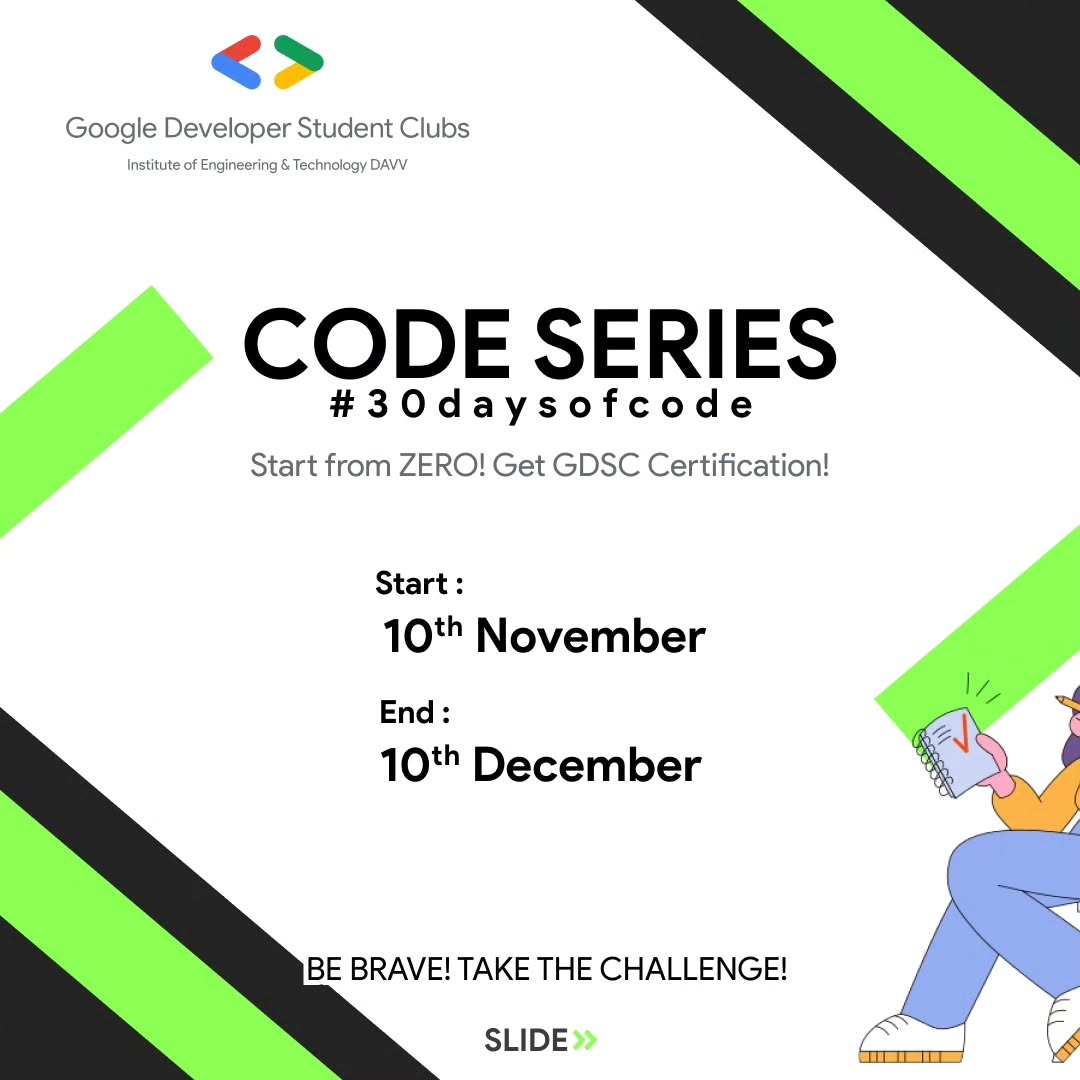 Google Developer Student Clubs
Institute of Engineering & Technology DAVV
CODE SERIES
#30daysofcode
Start from ZERO! Get GDSC Certification!
Start :
10th November
End :
10th December
BE BRAVE! TAKE THE CHALLENGE!
SLIDE